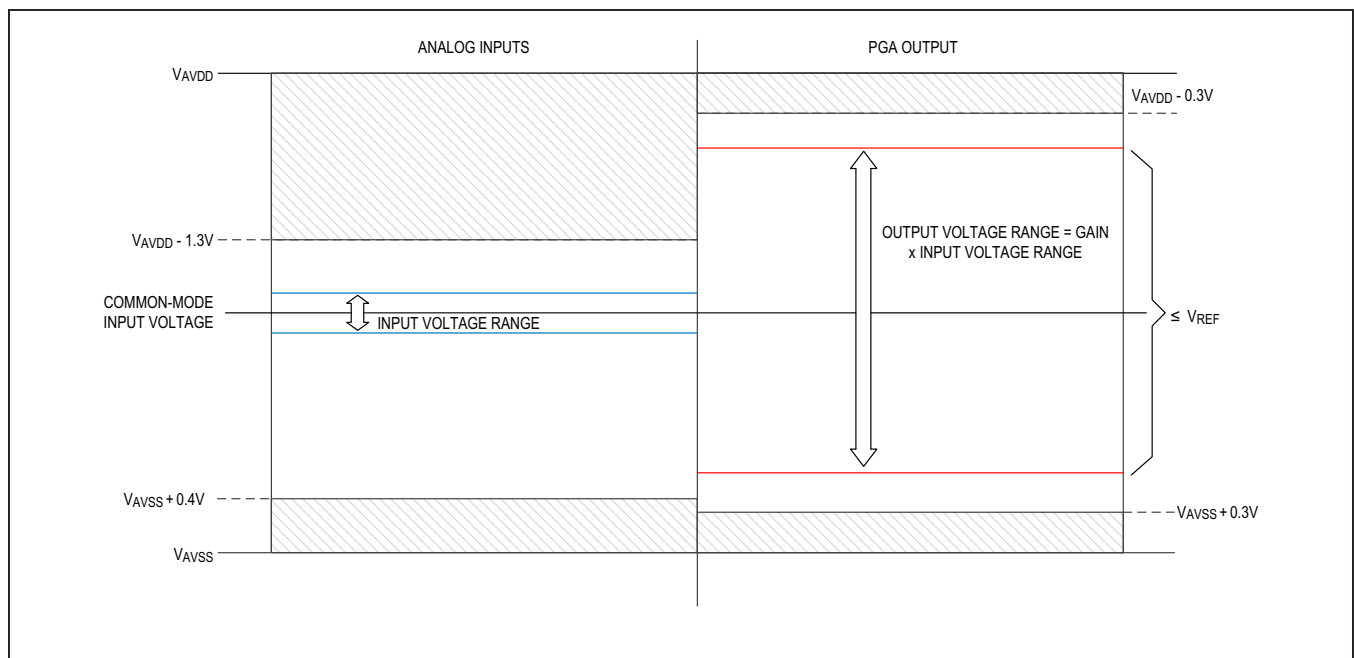 ANALOG INPUTS
PGA OUTPUT
VAVDD
VAVDD - 0.3V
VAVDD - 1.3V
OUTPUT VOLTAGE RANGE = GAIN
x INPUT VOLTAGE RANGE
COMMON-MODE
INPUT VOLTAGE
INPUT VOLTAGE RANGE
≤ VREF
VAVSS + 0.4V
VAVSS + 0.3V
VAVSS